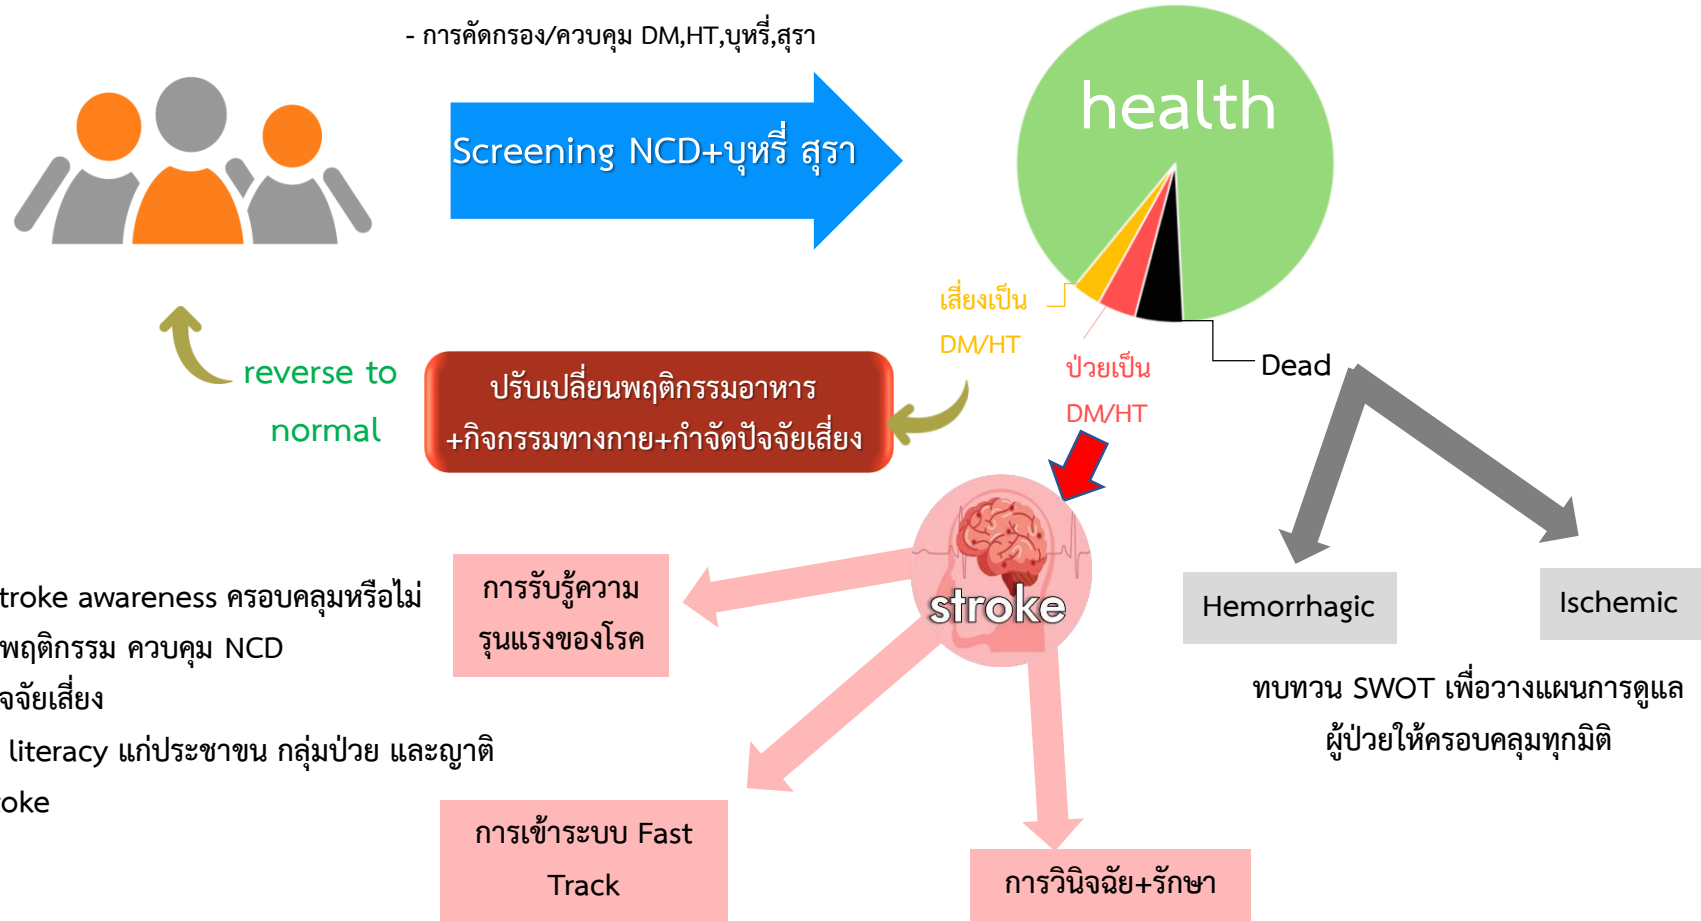 - การคัดกรอง/ควบคุม DM,HT,บุหรี่,สุรา
Screening NCD+บุหรี่ สุรา
health
เสี่ยงเป็น
DM/HT
ป่วยเป็น
DM/HT
Dead
reverse to
normal
ปรับเปลี่ยนพฤติกรรมอาหาร
+กิจกรรมทางกาย+กำจัดปัจจัยเสี่ยง
stroke
troke awareness ครอบคลุมหรือไม่
พฤติกรรม ควบคุม NCD
จจัยเสี่ยง
literacy แก่ประชาขน กลุ่มป่วย และญาติ
oke
การรับรู้ความ
รุนแรงของโรค
การเข้าระบบ Fast
Track
การวินิจฉัย+รักษา
Hemorrhagic
Ischemic
ทบทวน SWOT เพื่อวางแผนการดูแล
ผู้ป่วยให้ครอบคลุมทุกมิติ